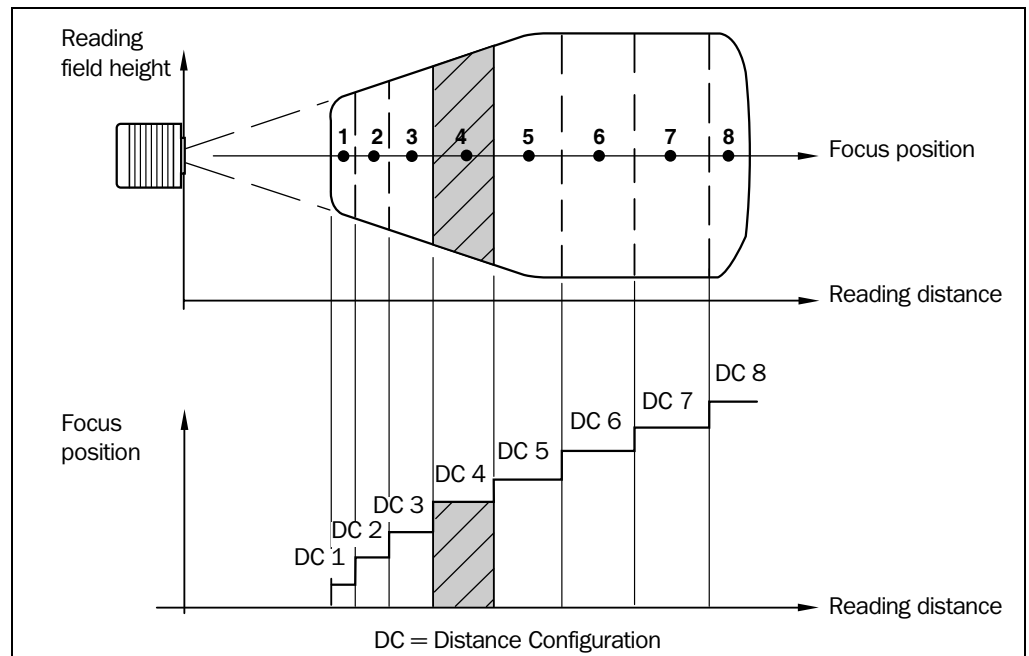 Reading
field height
1 2 3 4 5 6 7 8
Focus position
Reading distance
DC 8
DC 7
DC 6
DC 5
DC 4
DC 3
DC 2
DC 1
Focus
position
Reading distance
DC = Distance Configuration